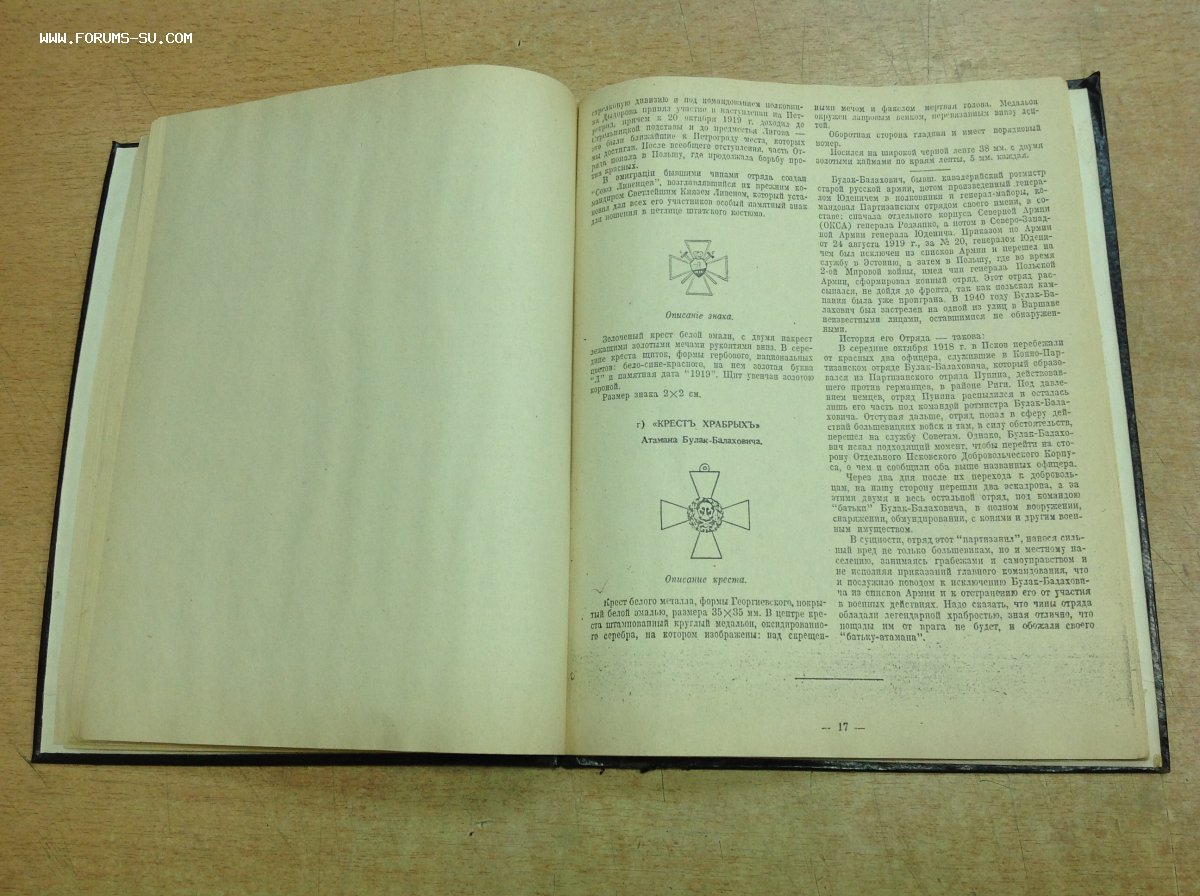 WWW.FORUMS-SU.COM
стрелковую дивизию и под командованием полковни-
ка Дыдорова принял участие в наступлении на Пет-
роград, причем к 20 октября 1919 г. доходил до
Стрельницкой подставы и до предместья Лигова —
это были ближайшие к Петрограду места, которых
мы достигли. После всеобщего отступления, часть От-
ряда попала в Польшу, где продолжала борьбу про-
тив красных.
В эмиграции бывшими чипами отряда создан
"Союз Ливенцев", возглавлявшийся их прежним ко-
мандиром Светлейшим Князем Ливеном, который уста-
новил для всех его участников особый памятный знак
для ношения в петлице штатского костюма.
Описание знака.
Золоченый крест белой эмали, с двумя накрест
лежащими золотыми мечами рукоятями вниз. В сере-
дине креста щиток, формы гербового, национальных
цветов: бело-сине-красного, на нем золотая буква
"Л" и памятная дата "1919". Щит увенчан золотою
короной.
Размер знака 2×2 см.
г) «КРЕСТЪ ХРАБРЫХЪ»
Атамана Булак-Балаховича.
Описание креста.
Крест белого металла, формы Георгиевского, покры-
тый белой эмалью, размера 35×35 мм. В центре кре-
ста штампованный круглый медальон, оксидированно-
го серебра, на котором изображены: над скрещен-
ными мечом и факелом мертвая голова. Медальон
окружен лавровым венком, перевязанным внизу лен-
той.
Оборотная сторона гладкая и имеет порядковый
номер.
Носился на широкой черной ленте 38 мм. с двумя
золотыми каймами по краям ленты, 5 мм. каждая.
Булак-Балахович, бывш. кавалерийский ротмистр
старой русской армии, потом произведенный генера-
лом Юденичем в полковники и генерал-майоры, ко-
мандовал Партизанским отрядом своего имени, в со-
ставе: сначала отдельного корпуса Северной Армии
(ОКСА) генерала Родзянко, а потом в Северо-Запад-
ной Армии генерала Юденича. Приказом по Армии
от 24 августа 1919 г., за № 20, генералом Юдени-
чем был исключен из списков Армии и перешел на
службу в Эстонию, а затем в Польшу, где во время
2-ой Мировой войны, имея чин генерала Польской
Армии, сформировал конный отряд. Этот отряд рас-
сыпался, не дойдя до фронта, так как польская кам-
пания была уже проиграна. В 1940 году Булак-Ба-
лахович был застрелен на одной из улиц в Варшаве
неизвестными лицами, оставшимися не обнаружен-
ными.
История его Отряда — такова:
В середине октября 1918 г. в Псков перебежали
от красных два офицера, служившие в Конно-Пар-
тизанском отряде Булак-Балаховича, который образо-
вался из Партизанского отряда Пунина, действовав-
шего против германцев, в районе Риги. Под давле-
нием немцев, отряд Пунина распылился и осталась
лишь его часть под командой ротмистра Булак-Бала-
ховича. Отступая дальше, отряд попал в сферу дей-
ствий большевицких войск и там, в силу обстоятельств,
перешел на службу Советам. Однако, Булак-Балахо-
вич искал подходящий момент, чтобы перейти на сто-
рону Отдельного Псковского Добровольческого Корпу-
са, о чем и сообщили оба выше названных офицера.
Через два дня после их перехода к доброволь-
цам, на нашу сторону перешли два эскадрона, а за
этими двумя и весь остальной отряд, под командою
"батьки" Булак-Балаховича, в полном вооружении,
снаряжении, обмундировании, с конями и другим воен-
ным имуществом.
В сущности, отряд этот "партизанил", нанося силь-
ный вред не только большевикам, но и местному на-
селению, занимаясь грабежами и самоуправством и
не исполняя приказаний главного командования, что
и послужило поводом к исключению Булак-Балахови-
ча из списков Армии и к отстранению его от участия
в военных действиях. Надо сказать, что чины отряда
обладали легендарной храбростью, зная отлично, что
пощады им от врага не будет, и обожали своего
"батьку-атамана".
— 17 —